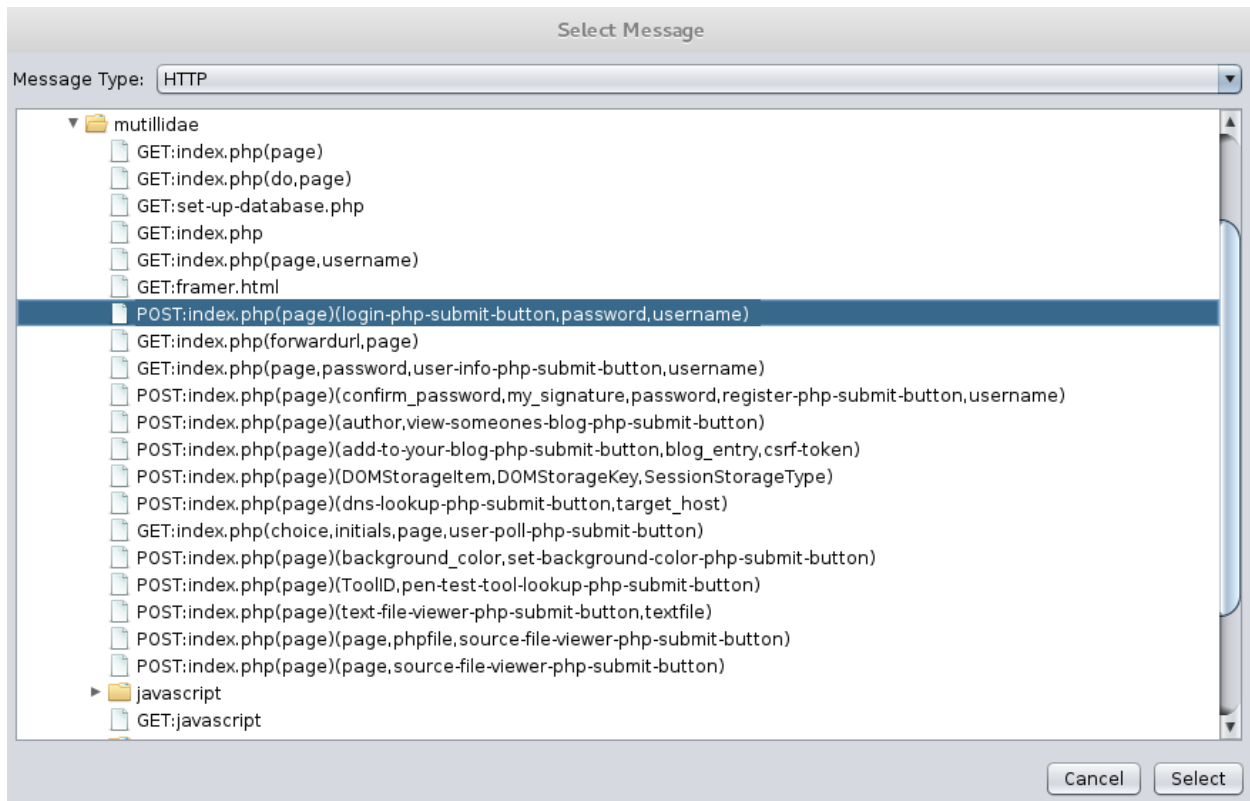 Select Message
Message Type: HTTP
mutillidae
GET:index.php(page)
GET:index.php(do,page)
GET:set-up-database.php
GET:index.php
GET:index.php(page,username)
GET:framer.html
POST:index.php(page)(login-php-submit-button,password,username)
GET:index.php(forwardurl,page)
GET:index.php(page,password,user-info-php-submit-button,username)
POST:index.php(page)(confirm_password,my_signature,password,register-php-submit-button,username)
POST:index.php(page)(author,view-someones-blog-php-submit-button)
POST:index.php(page)(add-to-your-blog-php-submit-button,blog_entry,csrf-token)
POST:index.php(page)(DOMStorageItem,DOMStorageKey,SessionStorageType)
POST:index.php(page)(dns-lookup-php-submit-button,target_host)
GET:index.php(choice,initials,page,user-poll-php-submit-button)
POST:index.php(page)(background_color,set-background-color-php-submit-button)
POST:index.php(page)(ToolID,pen-test-tool-lookup-php-submit-button)
POST:index.php(page)(text-file-viewer-php-submit-button,textfile)
POST:index.php(page)(page,phpfile,source-file-viewer-php-submit-button)
POST:index.php(page)(page,source-file-viewer-php-submit-button)
javascript
GET:javascript
Cancel Select